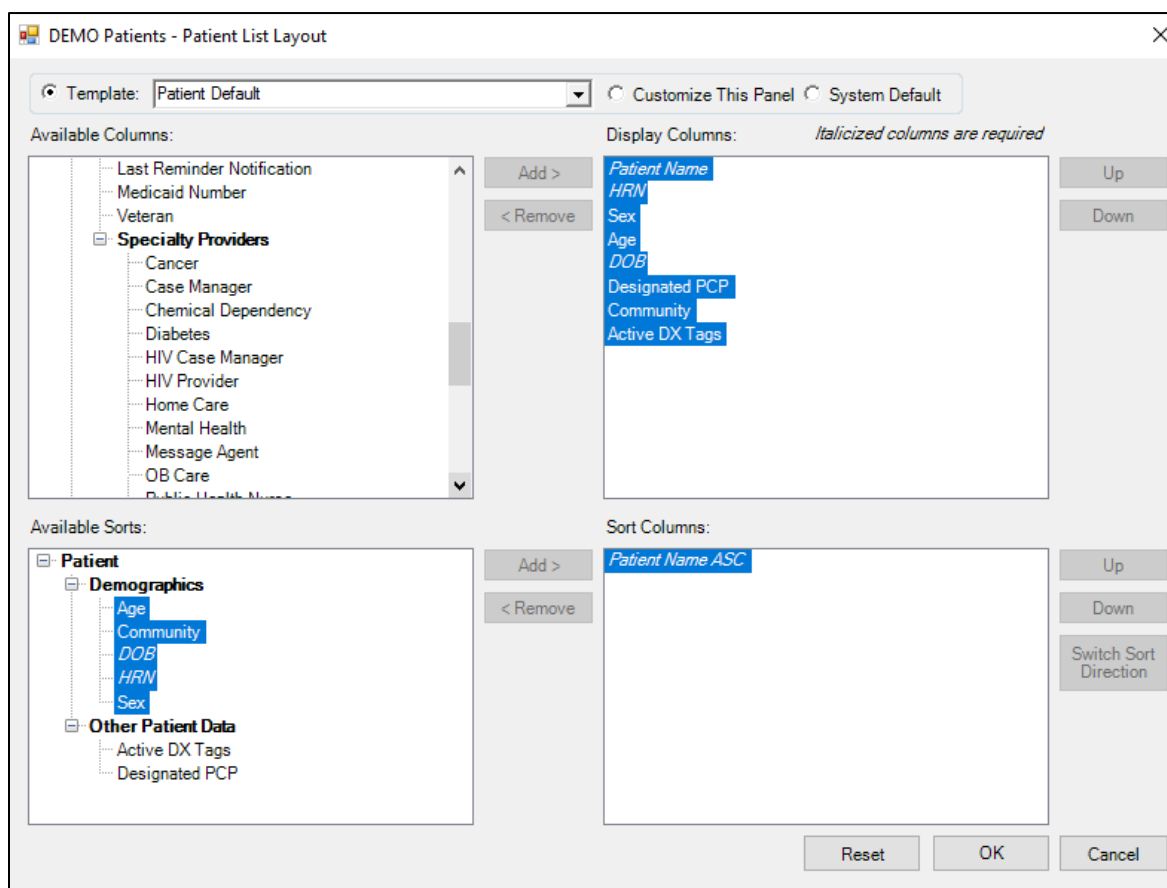 DEMO Patients - Patient List Layout
Template: Patient Default Customize This Panel System Default
Available Columns:
Last Reminder Notification
Medicaid Number
Veteran
Specialty Providers
Cancer
Case Manager
Chemical Dependency
Diabetes
HIV Case Manager
HIV Provider
Home Care
Mental Health
Message Agent
OB Care
Public Health Nurse
Add >
< Remove
Display Columns: Italicized columns are required
Patient Name
HRN
Sex
Age
DOB
Designated PCP
Community
Active DX Tags
Up
Down
Available Sorts:
Patient
Demographics
Age
Community
DOB
HRN
Sex
Other Patient Data
Active DX Tags
Designated PCP
Add >
< Remove
Sort Columns:
Patient Name ASC
Up
Down
Switch Sort
Direction
Reset OK Cancel